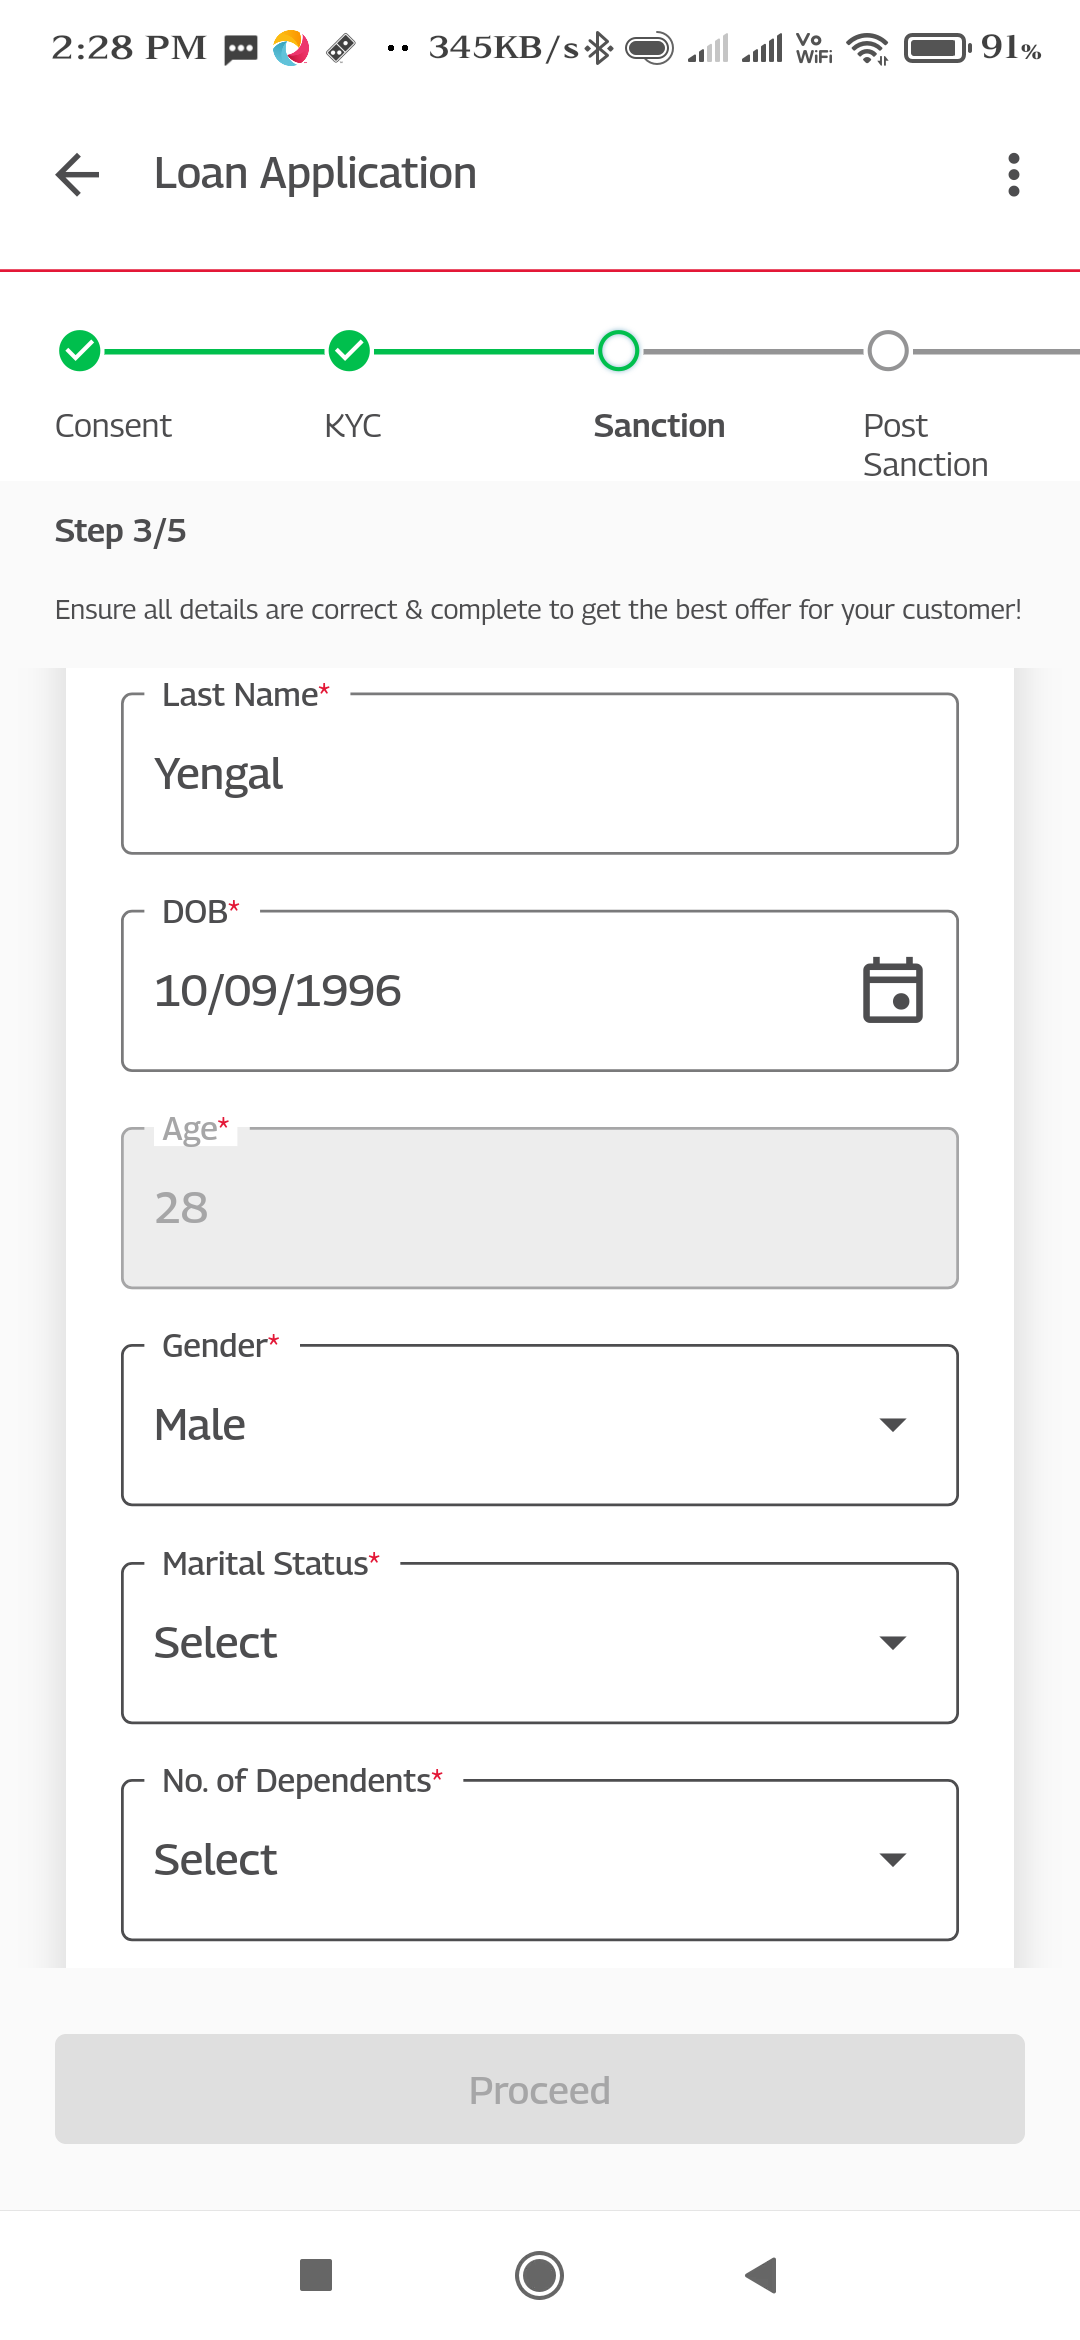 2:28 PM 345KB/s Vo WiFi 91%
Loan Application
Consent KYC Sanction Post Sanction
Step 3/5
Ensure all details are correct & complete to get the best offer for your customer!
Last Name*
Yengal
DOB*
10/09/1996
Age*
28
Gender*
Male
Marital Status*
Select
No. of Dependents*
Select
Proceed